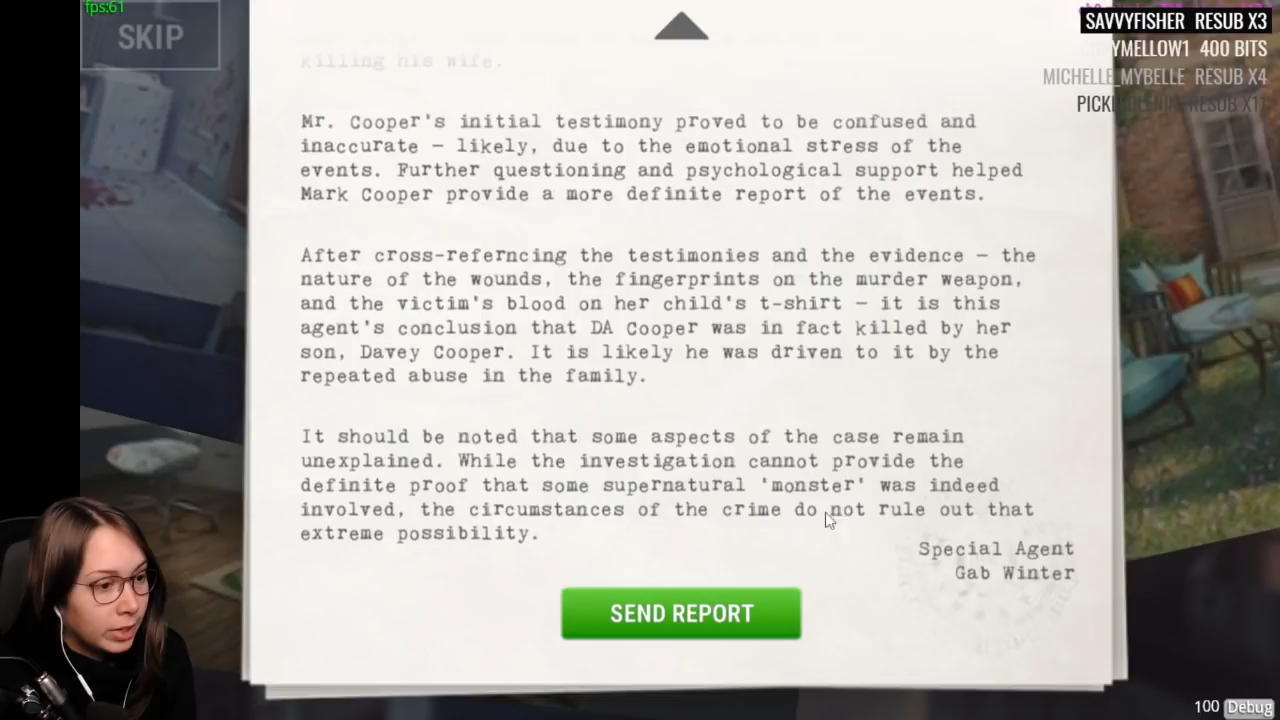 fps:61
SKIP
SAVVYFISHER RESUB X3
YMELLOW1 400 BITS
MICHELLE_MYBELLE RESUB X4
RESUB X11
killing his wife.
Mr. Cooper's initial testimony proved to be confused and
inaccurate – likely, due to the emotional stress of the
events. Further questioning and psychological support helped
Mark Cooper provide a more definite report of the events.
After cross-referncing the testimonies and the evidence – the
nature of the wounds, the fingerprints on the murder weapon,
and the victim's blood on her child's t-shirt – it is this
agent's conclusion that DA Cooper was in fact killed by her
son, Davey Cooper. It is likely he was driven to it by the
repeated abuse in the family.
It should be noted that some aspects of the case remain
unexplained. While the investigation cannot provide the
definite proof that some supernatural 'monster' was indeed
involved, the circumstances of the crime do not rule out that
extreme possibility.
Special Agent
Gab Winter
SEND REPORT
100 Debug